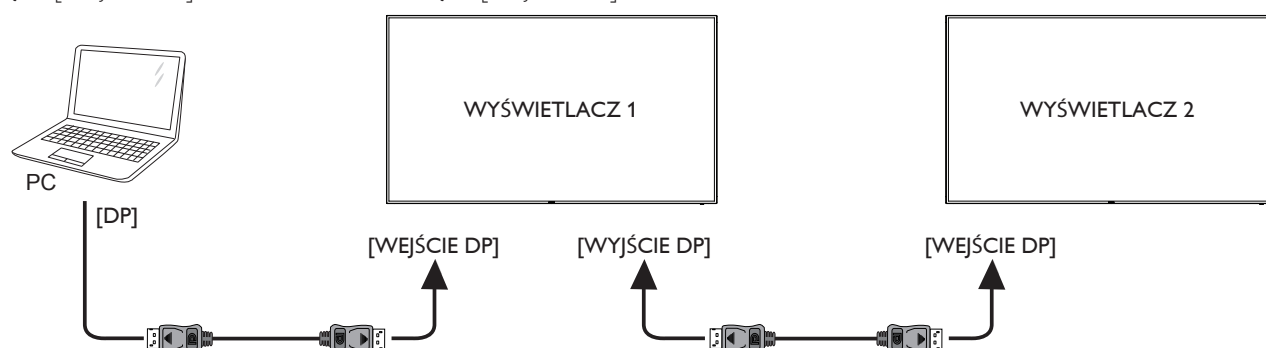 WYŚWIETLACZ 1
WYŚWIETLACZ 2
PC
[DP]
[WEJŚCIE DP]
[WYJŚCIE DP]
[WEJŚCIE DP]